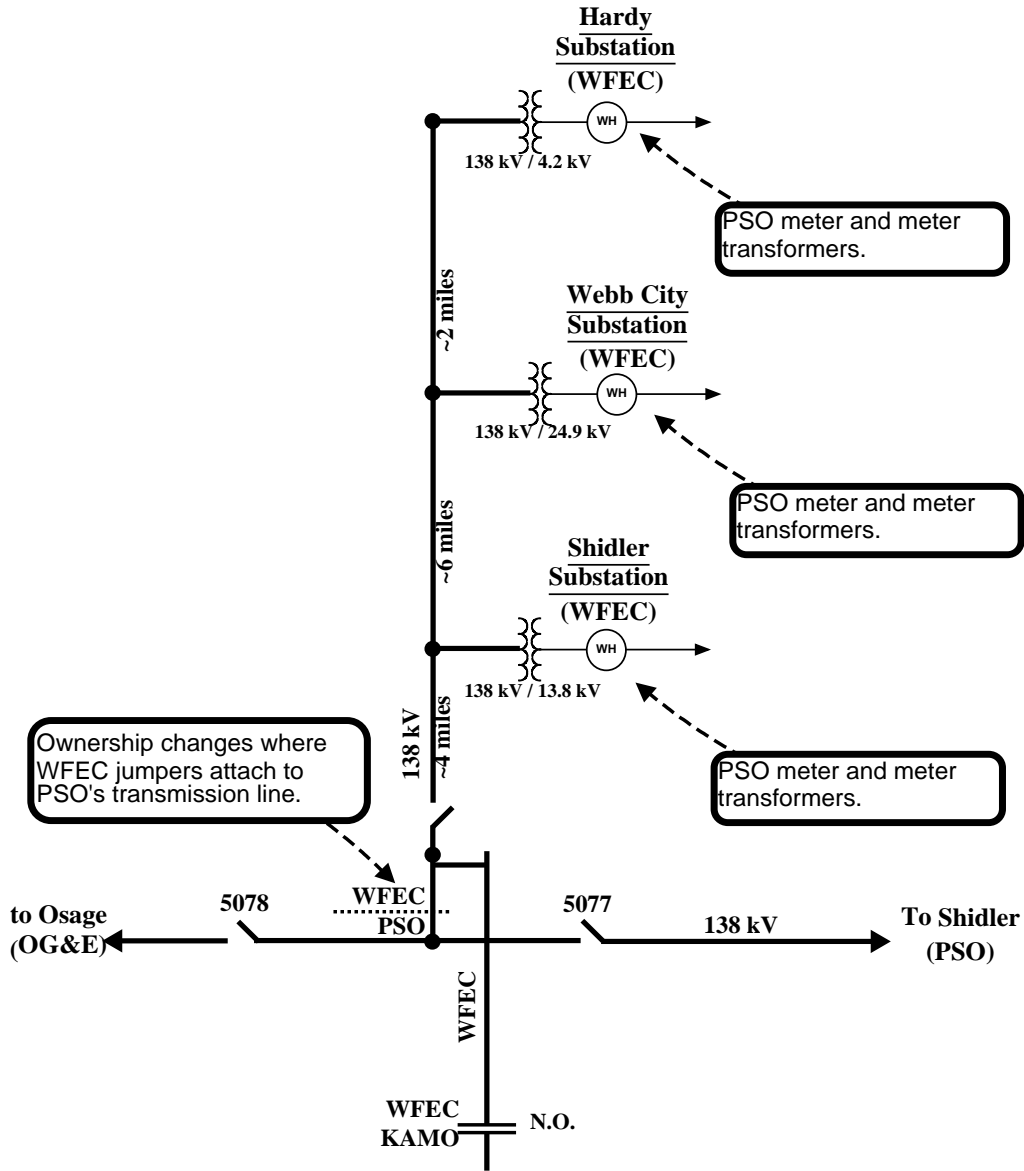 Hardy
Substation
(WFEC)
WH
138 kV / 4.2 kV
PSO meter and meter
transformers.
~2 miles
Webb City
Substation
(WFEC)
WH
138 kV / 24.9 kV
PSO meter and meter
transformers.
~6 miles
Shidler
Substation
(WFEC)
WH
138 kV / 13.8 kV
PSO meter and meter
transformers.
138 kV
~4 miles
Ownership changes where
WFEC jumpers attach to
PSO's transmission line.
WFEC
PSO
to Osage
(OG&E)
5078
5077
138 kV
To Shidler
(PSO)
WFEC
WFEC
KAMO
N.O.